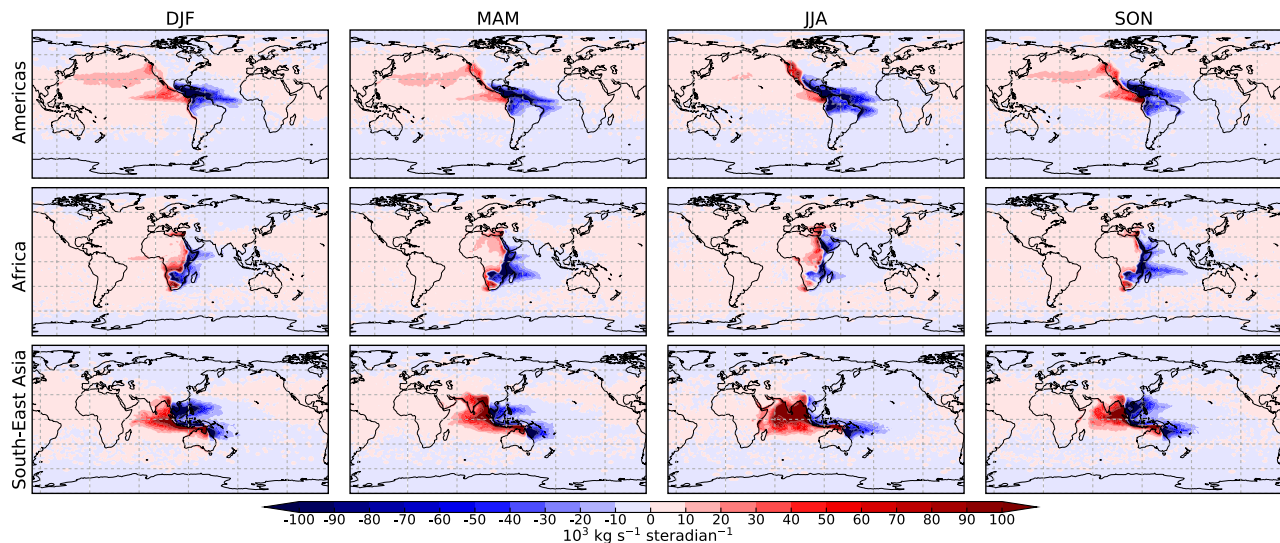 DJF MAM JJA SON
Americas
Africa
South-East Asia
-100 -90 -80 -70 -60 -50 -40 -30 -20 -10 0 10 20 30 40 50 60 70 80 90 100
10³ kg s⁻¹ steradian⁻¹